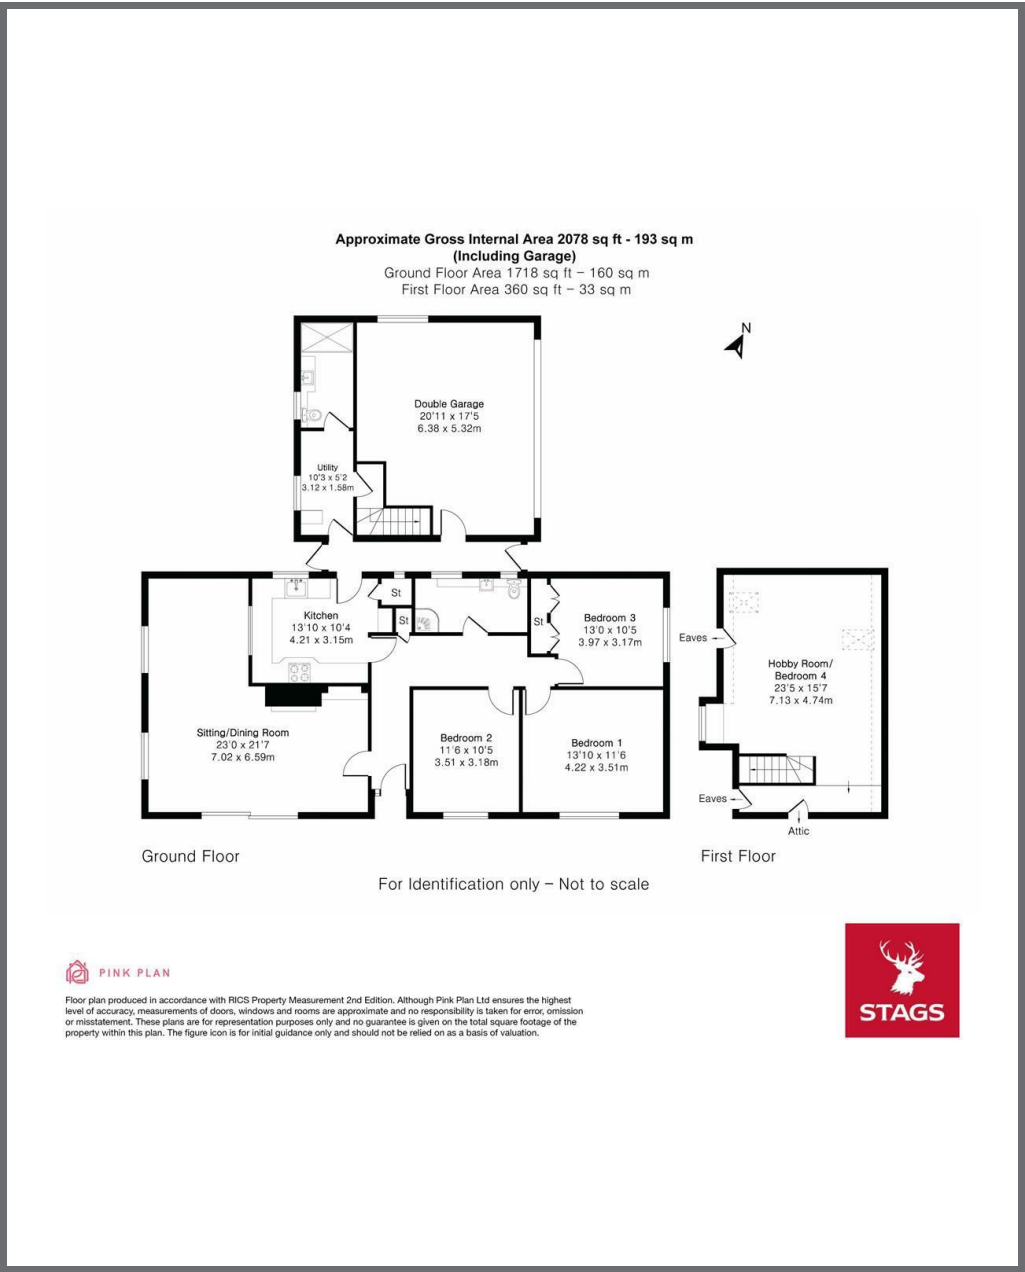 Approximate Gross Internal Area 2078 sq ft - 193 sq m
(Including Garage)
Ground Floor Area 1718 sq ft – 160 sq m
First Floor Area 360 sq ft – 33 sq m
N
Double Garage
20'11 x 17'5
6.38 x 5.32m
Utility
10'3 x 5'2
3.12 x 1.58m
St
St
Kitchen
13'10 x 10'4
4.21 x 3.15m
St
Bedroom 3
13'0 x 10'5
3.97 x 3.17m
Sitting/Dining Room
23'0 x 21'7
7.02 x 6.59m
Bedroom 2
11'6 x 10'5
3.51 x 3.18m
Bedroom 1
13'10 x 11'6
4.22 x 3.51m
Eaves
Hobby Room/
Bedroom 4
23'5 x 15'7
7.13 x 4.74m
Eaves
Attic
Ground Floor
First Floor
For Identification only – Not to scale
PINK PLAN
Floor plan produced in accordance with RICS Property Measurement 2nd Edition. Although Pink Plan Ltd ensures the highest
level of accuracy, measurements of doors, windows and rooms are approximate and no responsibility is taken for error, omission
or misstatement. These plans are for representation purposes only and no guarantee is given on the total square footage of the
property within this plan. The figure icon is for initial guidance only and should not be relied on as a basis of valuation.
STAGS